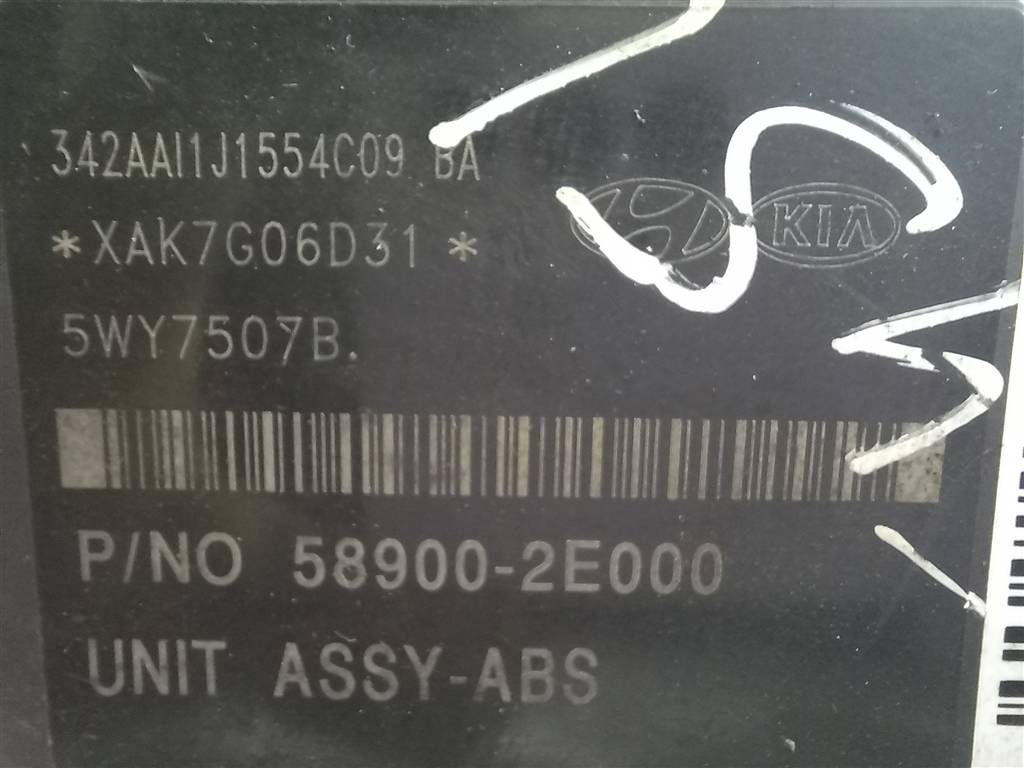 342AAI1J1554C09 BA
*XAK7G06D31 *
KIA
5WY7507B.
P/NO 58900-2E000
UNIT ASSY-ABS